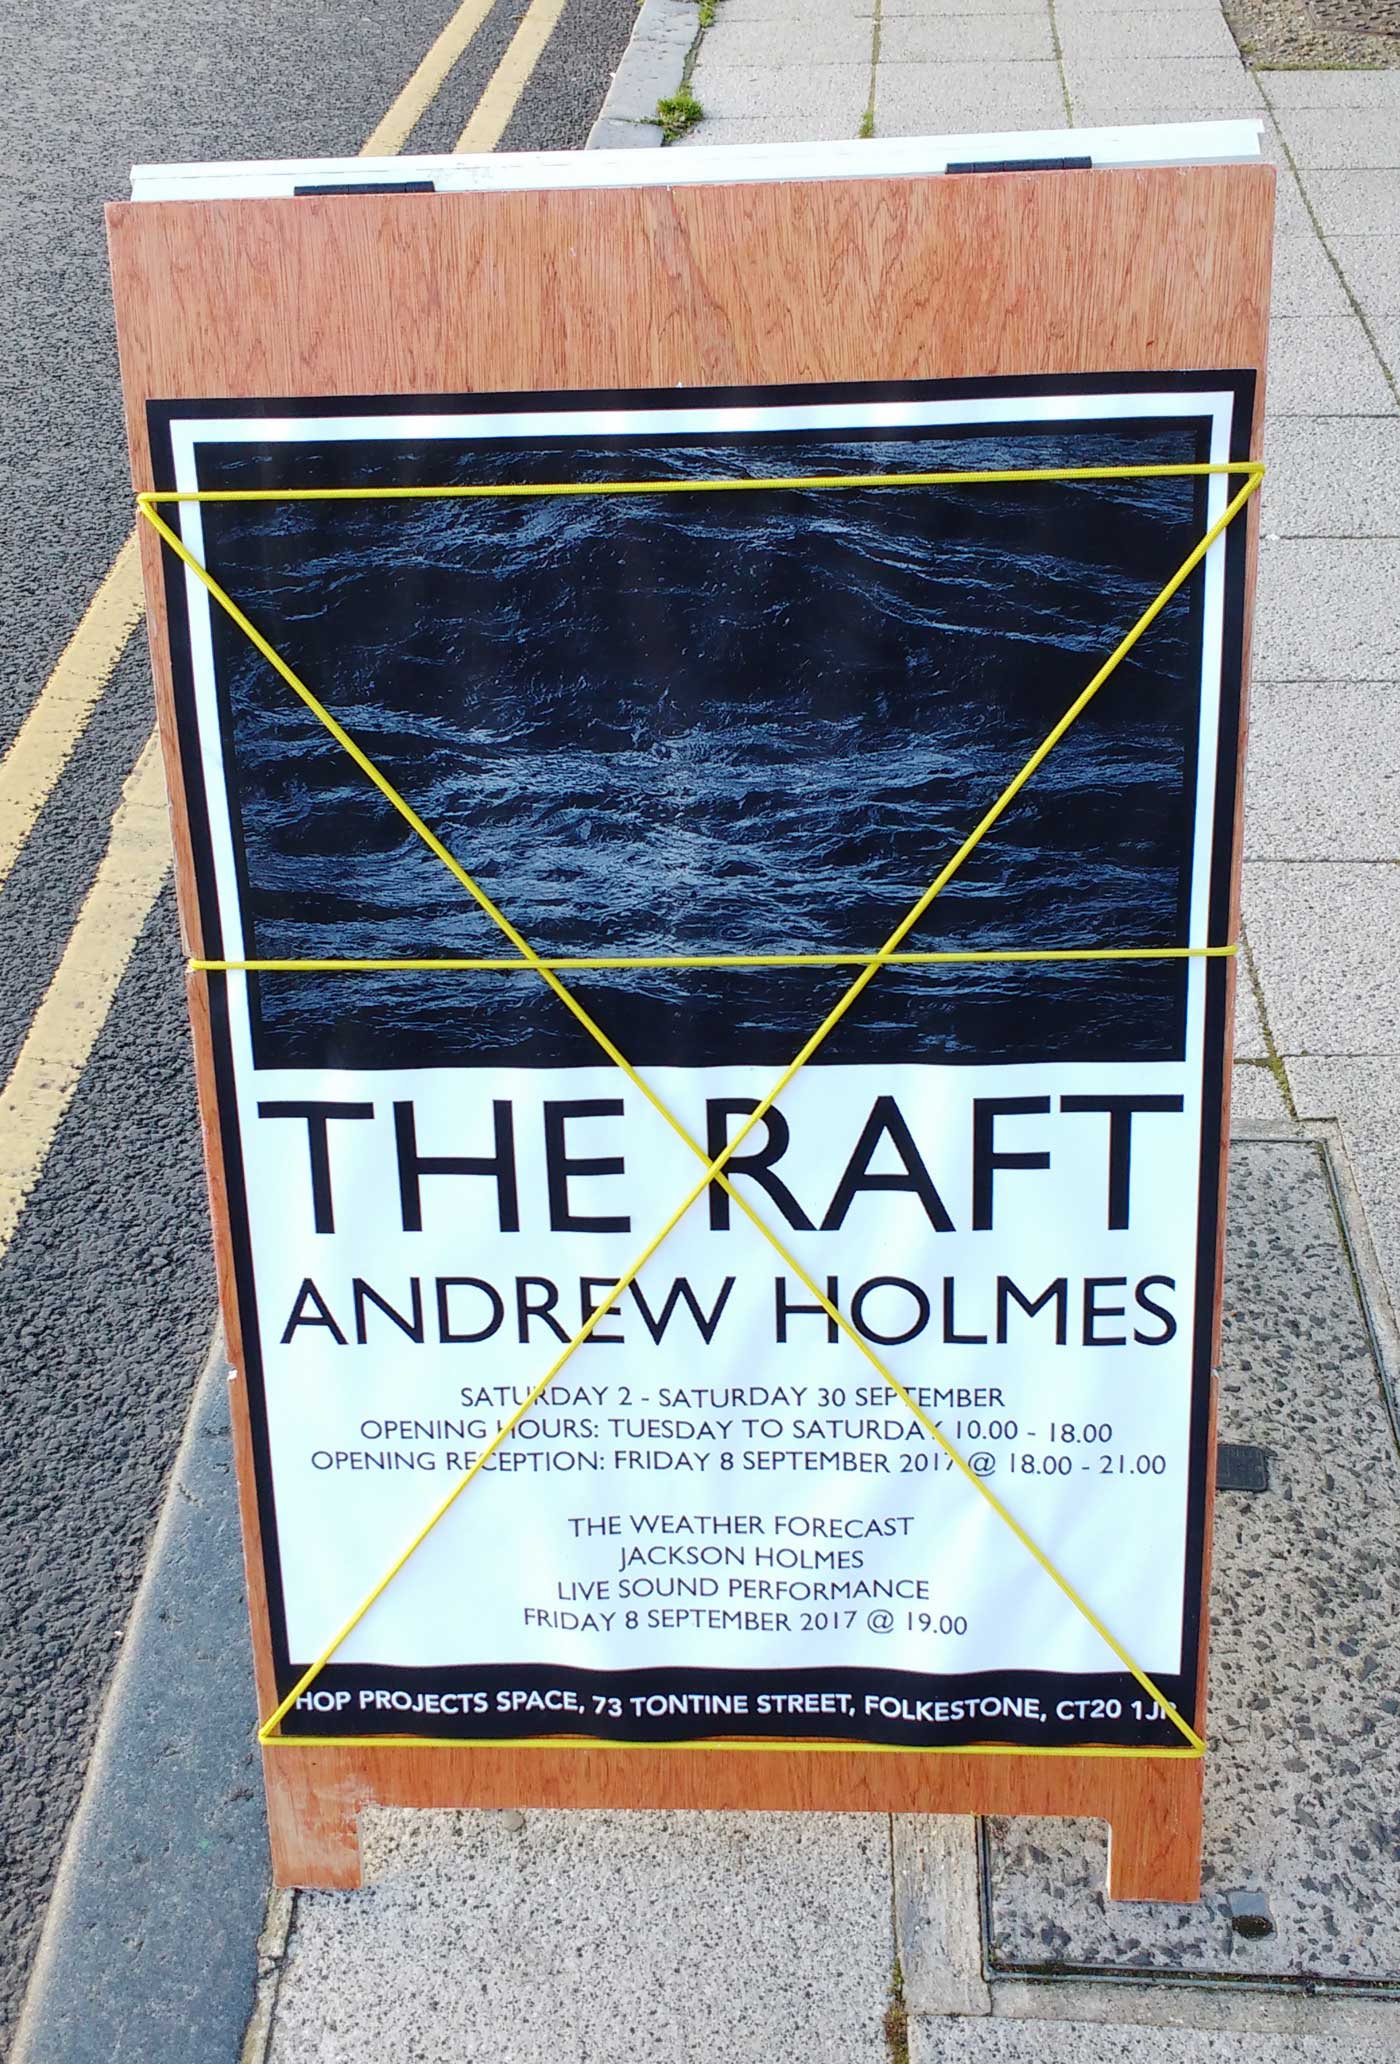 THE RAFT
ANDREW HOLMES
SATURDAY 2 - SATURDAY 30 SEPTEMBER
OPENING HOURS: TUESDAY TO SATURDAY 10.00 - 18.00
OPENING RECEPTION: FRIDAY 8 SEPTEMBER 2017 @ 18.00 - 21.00
THE WEATHER FORECAST
JACKSON HOLMES
LIVE SOUND PERFORMANCE
FRIDAY 8 SEPTEMBER 2017 @ 19.00
HOP PROJECTS SPACE, 73 TONTINE STREET, FOLKESTONE, CT20